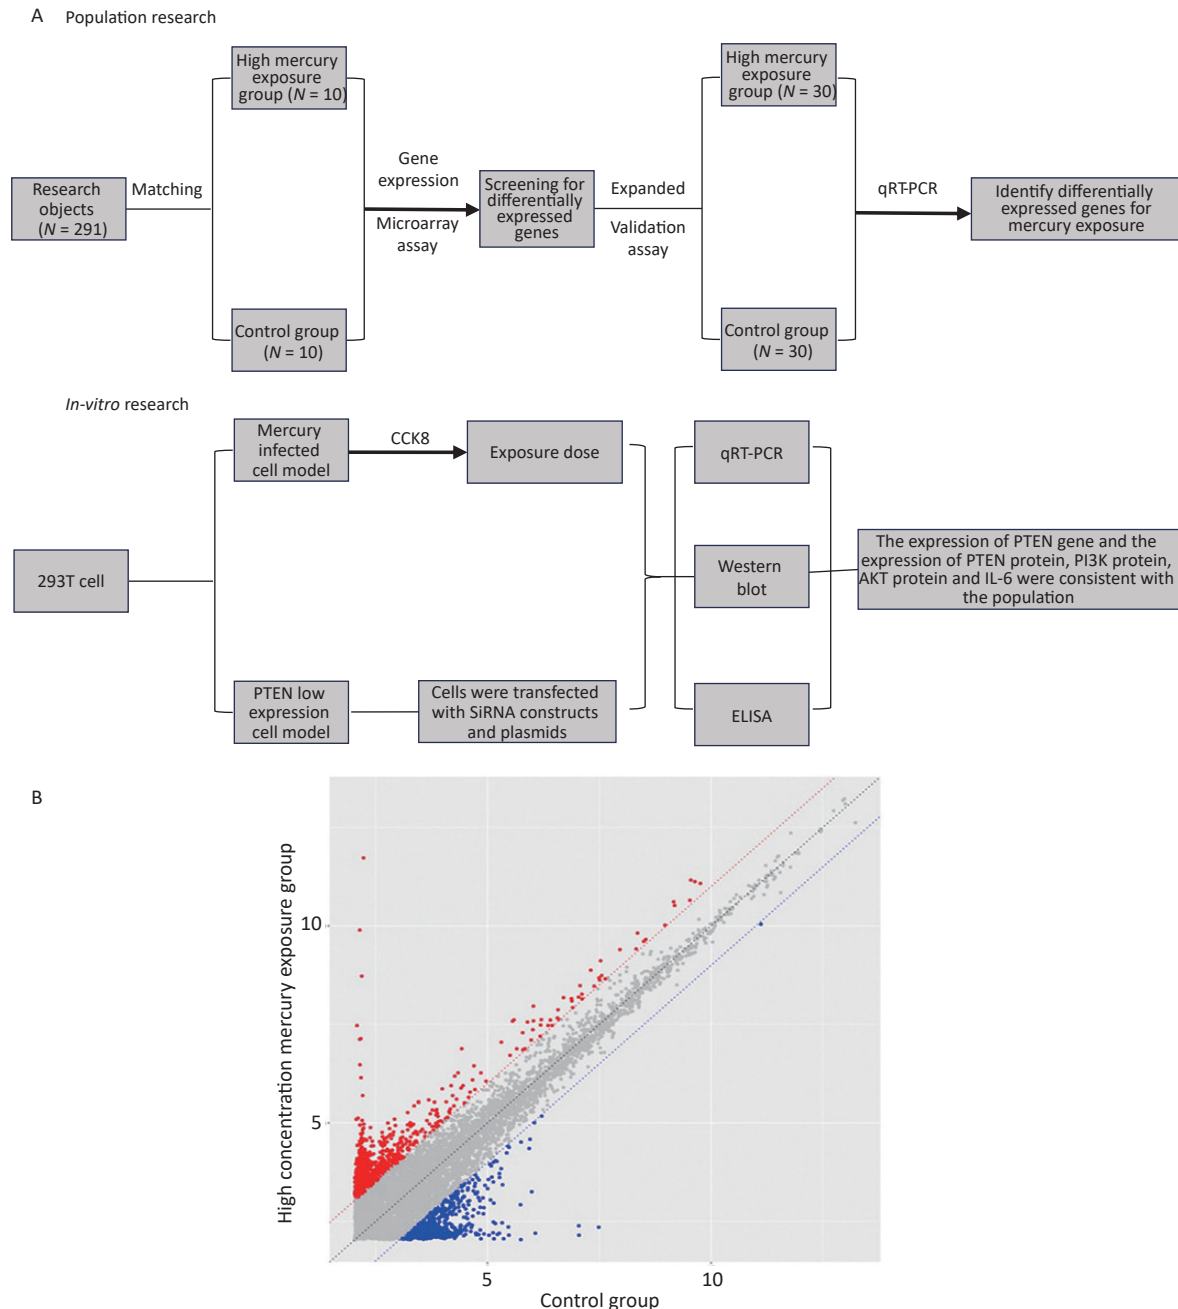 A Population research
High mercury
exposure
group (N = 10)
High mercury
exposure
group (N = 30)
Research
objects
(N = 291)
Matching
Gene
expression
Microarray
assay
Screening for
differentially
expressed
genes
Expanded
Validation
assay
qRT-PCR
Identify differentially
expressed genes for
mercury exposure
Control group
(N = 10)
Control group
(N = 30)
In-vitro research
Mercury
infected
cell model
CCK8
Exposure dose
qRT-PCR
293T cell
Western
blot
The expression of PTEN gene and the
expression of PTEN protein, PI3K protein,
AKT protein and IL-6 were consistent with
the population
PTEN low
expression
cell model
Cells were transfected
with SiRNA constructs
and plasmids
ELISA
B
High concentration mercury exposure group
10
5
5
10
Control group